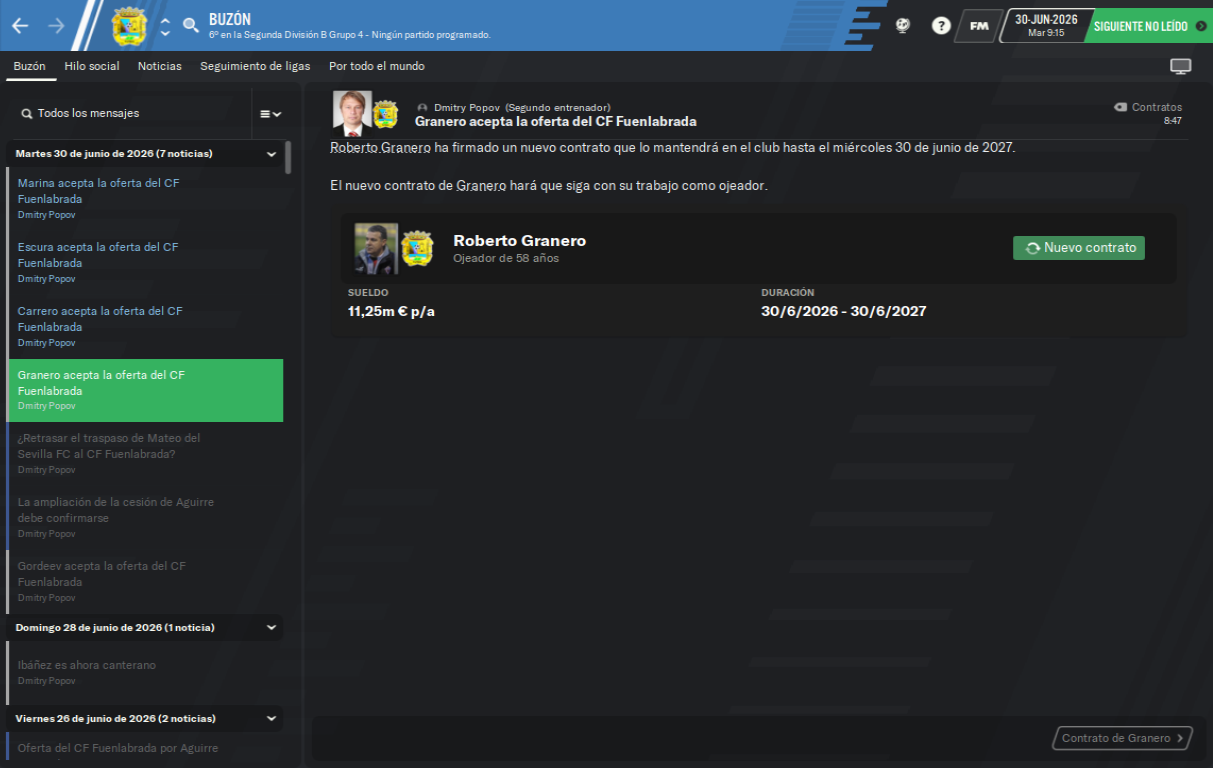 BUZÓN
6º en la Segunda División B Grupo 4 - Ningún partido programado.
?
FM
30-JUN-2026
Mar 9:15
SIGUIENTE NO LEÍDO
Buzón
Hilo social
Noticias
Seguimiento de ligas
Por todo el mundo
Todos los mensajes
Martes 30 de junio de 2026 (7 noticias)
Marina acepta la oferta del CF
Fuenlabrada
Dmitry Popov
Escura acepta la oferta del CF
Fuenlabrada
Dmitry Popov
Carrero acepta la oferta del CF
Fuenlabrada
Dmitry Popov
Granero acepta la oferta del CF
Fuenlabrada
Dmitry Popov
¿Retrasar el traspaso de Mateo del
Sevilla FC al CF Fuenlabrada?
Dmitry Popov
La ampliación de la cesión de Aguirre
debe confirmarse
Dmitry Popov
Gordeev acepta la oferta del CF
Fuenlabrada
Dmitry Popov
Domingo 28 de junio de 2026 (1 noticia)
Ibáñez es ahora canterano
Dmitry Popov
Viernes 26 de junio de 2026 (2 noticias)
Oferta del CF Fuenlabrada por Aguirre
Dmitry Popov (Segundo entrenador)
Granero acepta la oferta del CF Fuenlabrada
Contratos
8:47
Roberto Granero ha firmado un nuevo contrato que lo mantendrá en el club hasta el miércoles 30 de junio de 2027.
El nuevo contrato de Granero hará que siga con su trabajo como ojeador.
Roberto Granero
Ojeador de 58 años
Nuevo contrato
SUELDO
11,25m € p/a
DURACIÓN
30/6/2026 - 30/6/2027
Contrato de Granero